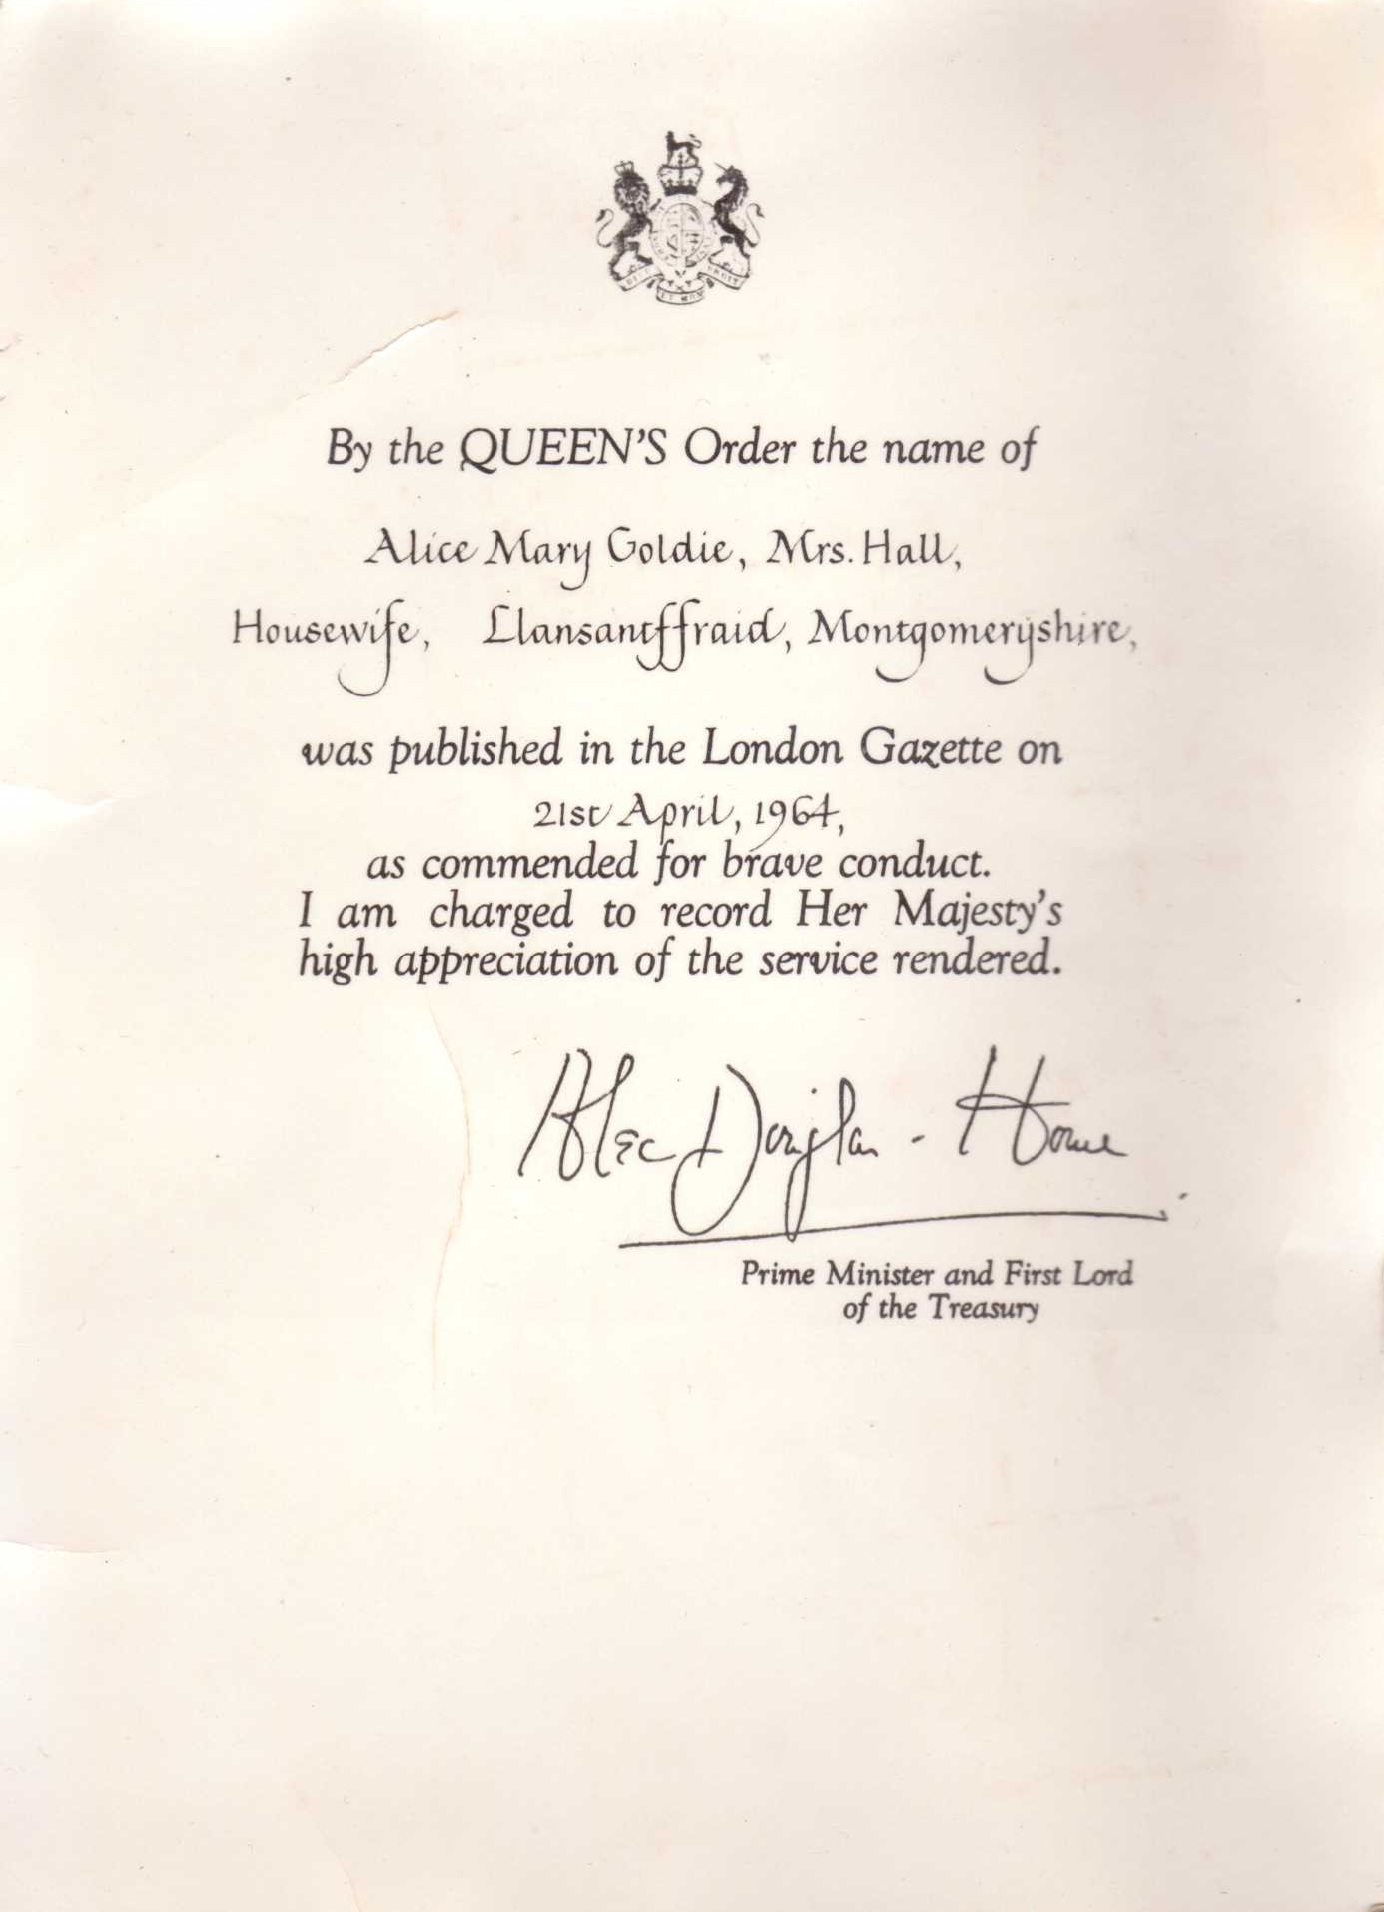 By the QUEEN'S Order the name of
Alice Mary Goldie, Mrs. Hall,
Housewife, Llansantffraid, Montgomeryshire,
was published in the London Gazette on
21st April, 1964,
as commended for brave conduct.
I am charged to record Her Majesty's
high appreciation of the service rendered.
Alec Douglas-Home
Prime Minister and First Lord
of the Treasury